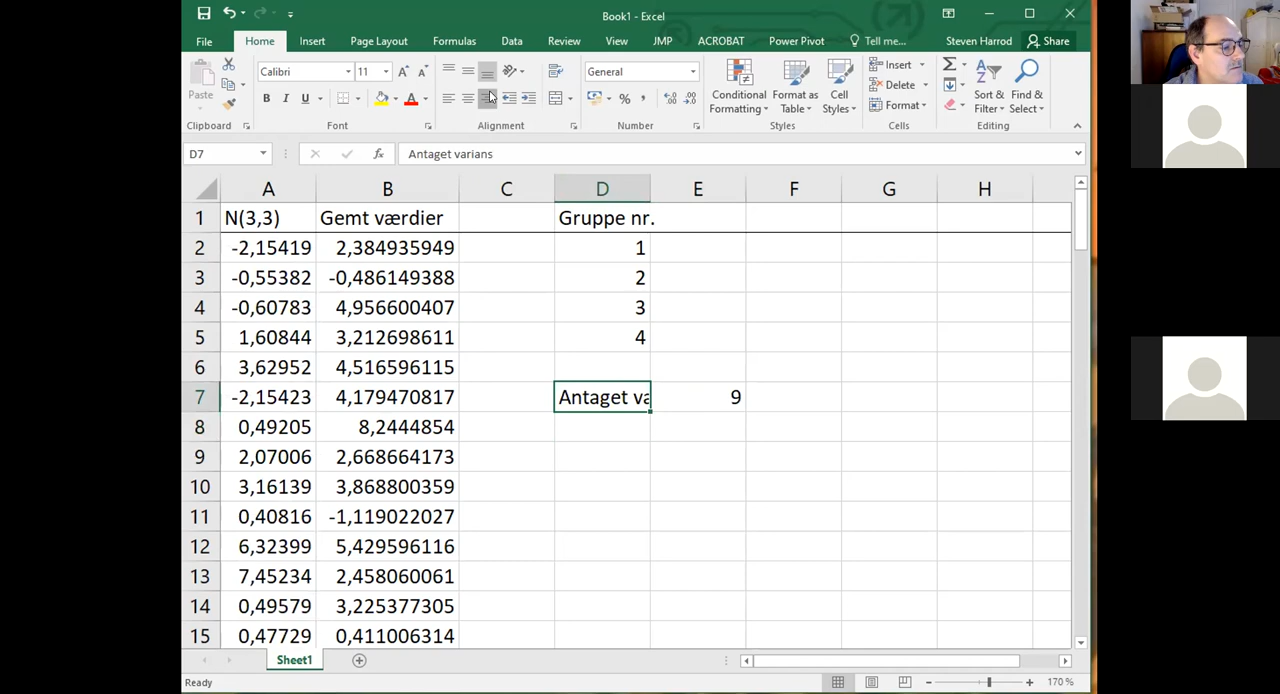 Book1 - Excel
File Home Insert Page Layout Formulas Data Review View JMP ACROBAT Power Pivot Tell me... Steven Harrod Share
Paste
Calibri 11
B I U A
General
% ,
Conditional Formatting
Format as Table
Cell Styles
Insert
Delete
Format
Sort & Filter
Find & Select
Clipboard Font Alignment Number Styles Cells Editing
D7 fx Antaget varians
A B C D E F G H
1 N(3,3) Gemt værdier Gruppe nr.
2 -2,15419 2,384935949 1
3 -0,55382 -0,486149388 2
4 -0,60783 4,956600407 3
5 1,60844 3,212698611 4
6 3,62952 4,516596115
7 -2,15423 4,179470817 Antaget va 9
8 0,49205 8,2444854
9 2,07006 2,668664173
10 3,16139 3,868800359
11 0,40816 -1,119022027
12 6,32399 5,429596116
13 7,45234 2,458060061
14 0,49579 3,225377305
15 0,47729 0,411006314
Sheet1
Ready 170 %